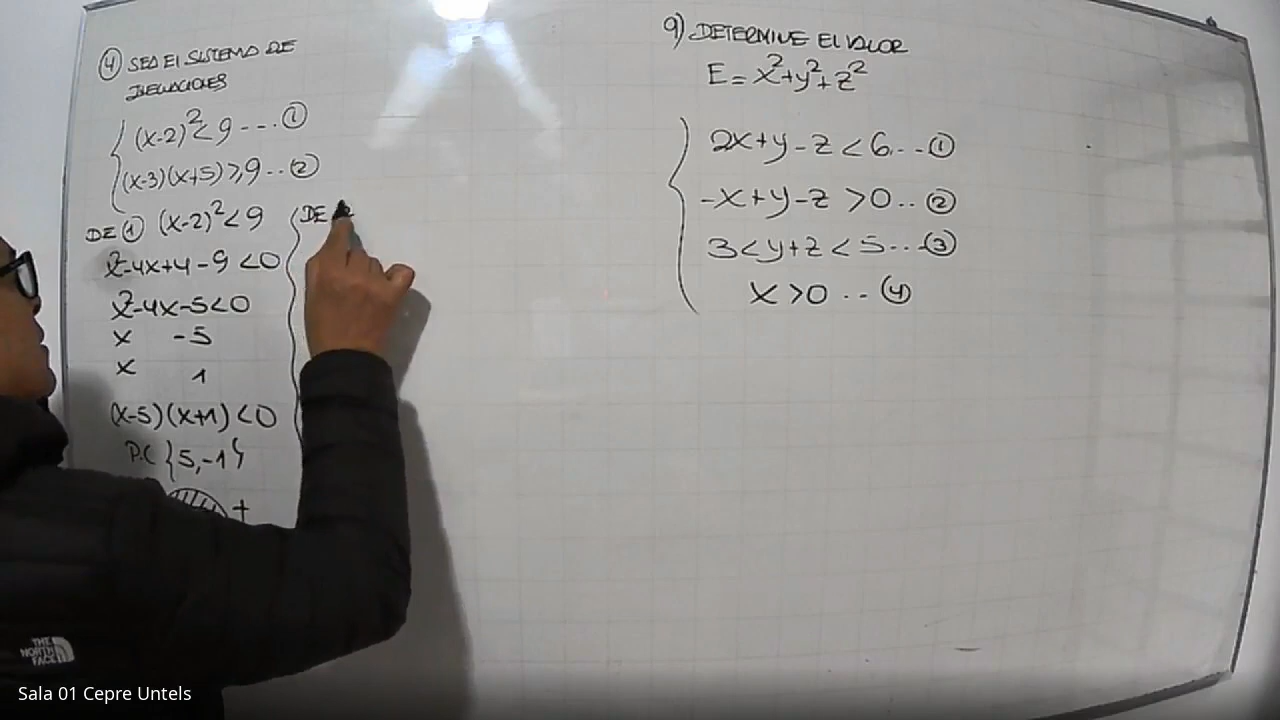 4) SEA EL SISTEMA DE
INECUACIONES
(x-2)² < 9 --- . ①
(x-3)(x+5) ≥ 9 - .. ②
DE ① (x-2)² < 9
x²-4x+4-9 < 0
x²-4x-5 < 0
x -5
x 1
(x-5)(x+1) < 0
P.C {5,-1}
+
DE
9) DETERMINE EL VALOR
E = x²+y²+z²
2x+y-z < 6 . - - ①
-x+y-z > 0 . . ②
3 < y+z < 5 - . . ③
x > 0 . . - ④
THE
NORTH
FACE
Sala 01 Cepre Untels